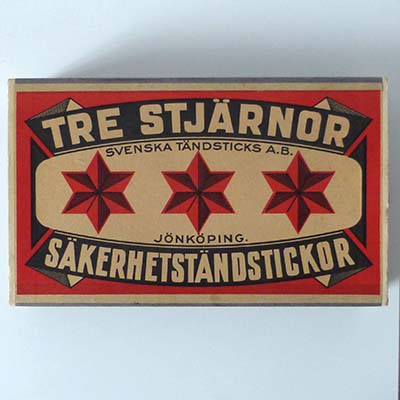 TRE STJÄRNOR
SVENSKA TÄNDSTICKS A.B.
JÖNKÖPING.
SÄKERHETSTÄNDSTICKOR